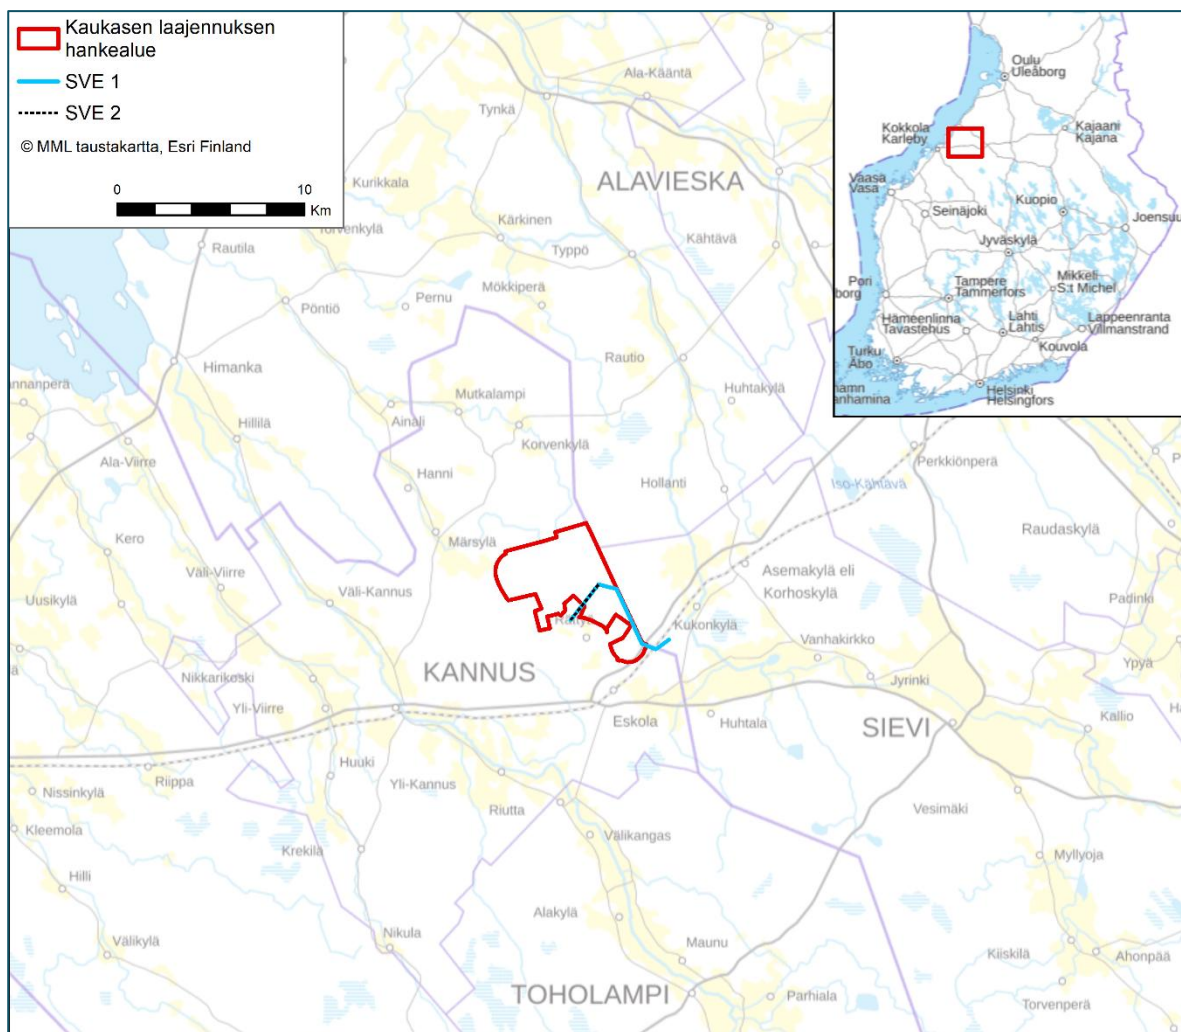 Kaukasen laajennuksen
hankealue
SVE 1
SVE 2
© MML taustakartta, Esri Finland
0 10
Km
Oulu
Uleåborg
Kokkola
Karleby
Kajaani
Kajana
Vaasa
Vasa
Seinäjoki
Kuopio
Joensuu
Jyväskylä
Pori
borg
Tampere
Tammerfors
Mikkeli
S:t Michel
Hämeenlinna
Tavastehus
Lahti
Lahtis
Lappeenranta
Villmanstrand
Kouvola
Turku
Åbo
Helsinki
Helsingfors
hamn
anhamina
Ala-Kääntä
Tynkä
Kurikkala
ALAVIESKA
Kärkinen
Rautila
Typpö
Kähtävä
Mökkiperä
Pernu
Pöntiö
Himanka
Rautio
annanperä
Mutkalampi
Huhtakylä
Ainali
Hillilä
Korvenkylä
Ala-Viirre
Perkkiönperä
Hanni
Hollanti
Iso-Kähtävä
Raudaskylä
Kero
Märsylä
Väli-Viirre
Asemakylä eli
Korhoskylä
Väli-Kannus
Uusikylä
Padinki
Kukonkylä
Vanhakirkko
KANNUS
Ypyä
Nikkarikoski
Jyrinki
Yli-Viirre
Eskola
Huhtala
SIEVI
Kallio
Huuki
Riippa
Yli-Kannus
Nissinkylä
Riutta
Vesimäki
Kleemola
Välikangas
Krekilä
Myllyoja
Hilli
Alakylä
Nikula
Maunu
Välikylä
Kiiskilä
Ahonpää
TOHOLAMPI
Parhiala
Torvenperä